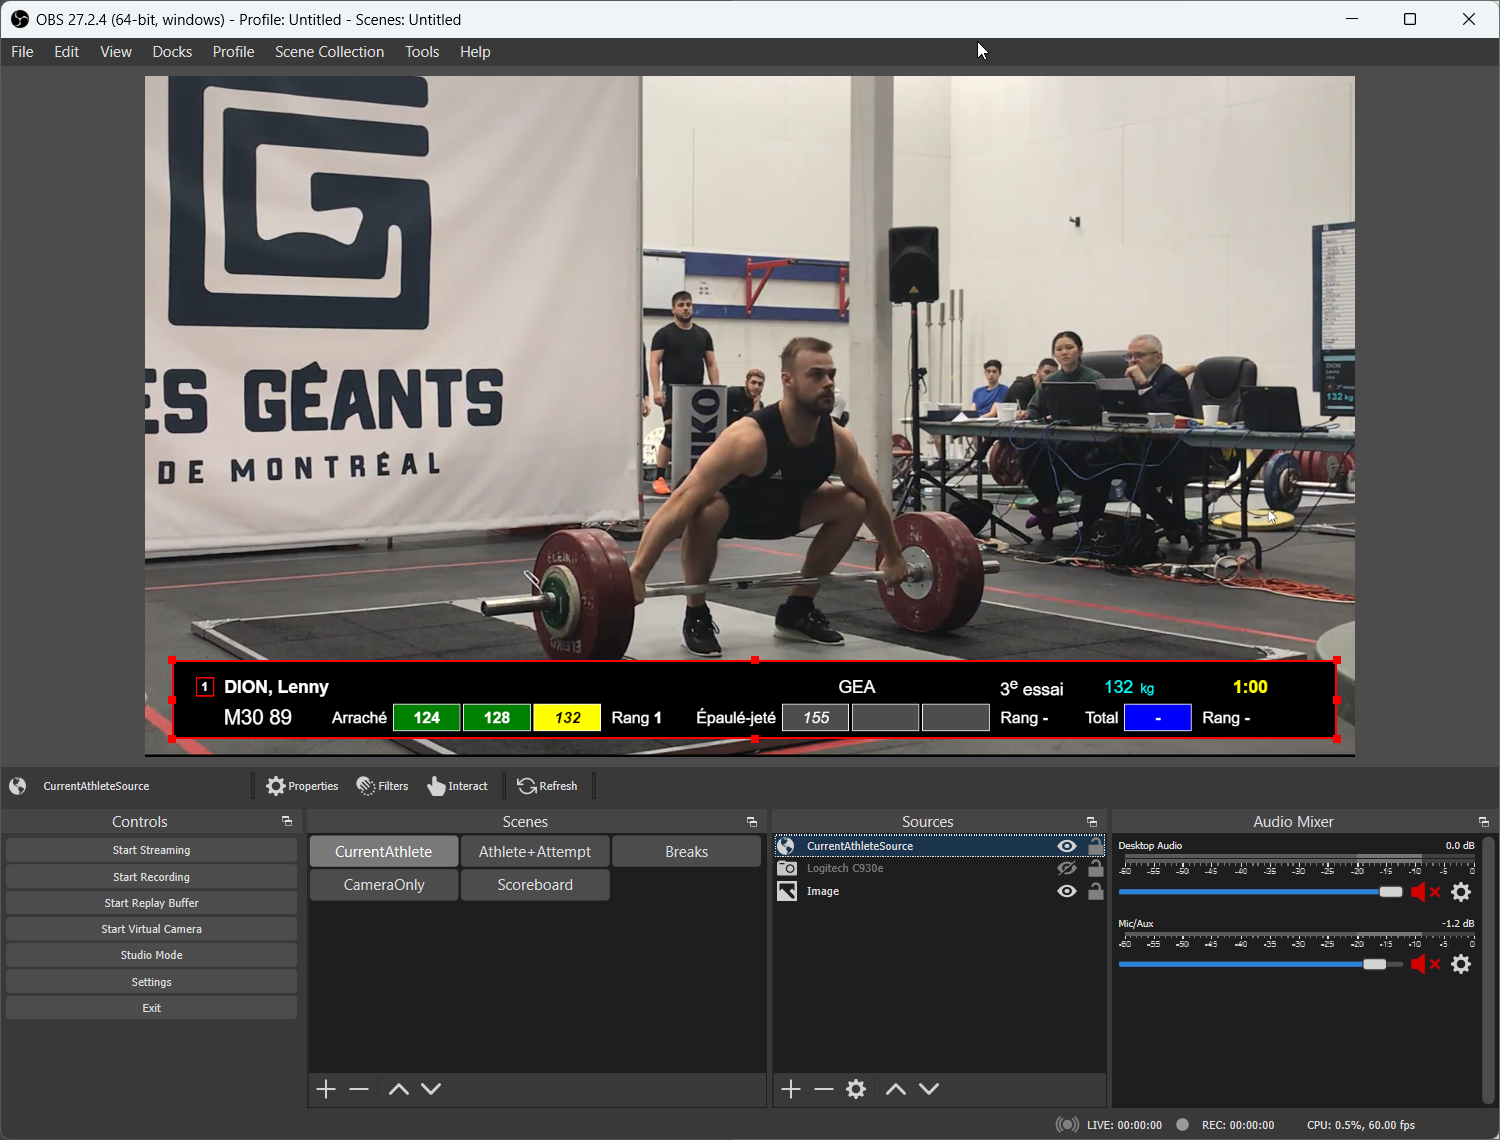 OBS 27.2.4 (64-bit, windows) - Profile: Untitled - Scenes: Untitled
File Edit View Docks Profile Scene Collection Tools Help
ES GÉANTS
DE MONTRÉAL
ELEIKO
ELEIKO
132 kg
1 DION, Lenny GEA 3e essai 132 kg 1:00
M30 89 Arraché 124 128 132 Rang 1 Épaulé-jeté 155 Rang - Total - Rang -
CurrentAthleteSource Properties Filters Interact Refresh
Controls
Start Streaming
Start Recording
Start Replay Buffer
Start Virtual Camera
Studio Mode
Settings
Exit
Scenes
CurrentAthlete Athlete+Attempt Breaks
CameraOnly Scoreboard
Sources
CurrentAthleteSource
Logitech C930e
Image
Audio Mixer
Desktop Audio 0.0 dB
-60 -55 -50 -45 -40 -35 -30 -25 -20 -15 -10 -5 0
Mic/Aux -1.2 dB
-60 -55 -50 -45 -40 -35 -30 -25 -20 -15 -10 -5 0
LIVE: 00:00:00 REC: 00:00:00 CPU: 0.5%, 60.00 fps